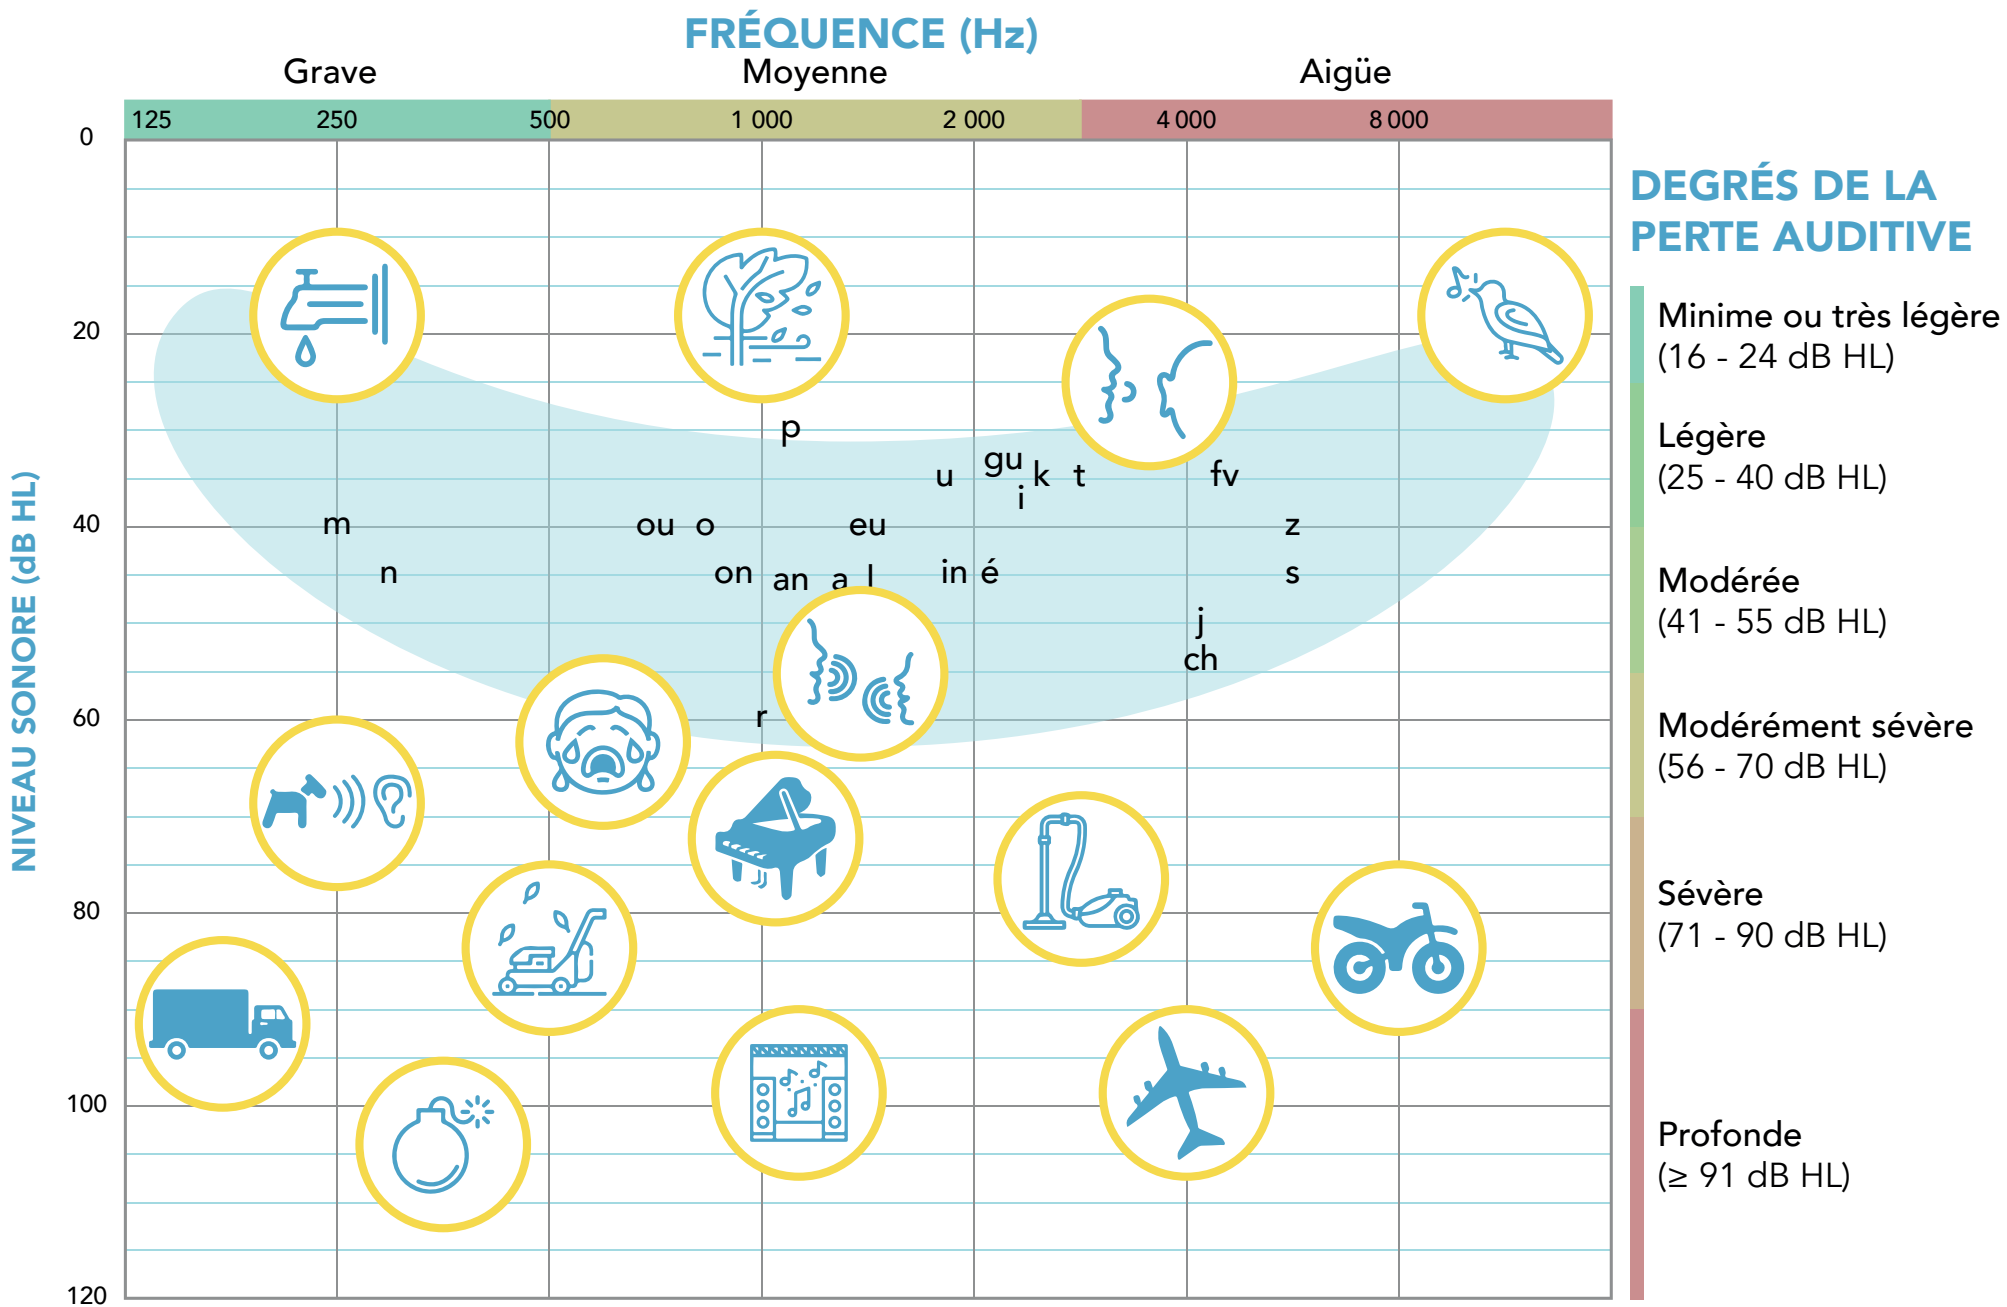 FRÉQUENCE (Hz)
Grave Moyenne Aigüe
125 250 500 1 000 2 000 4 000 8 000
0
20
40
60
80
100
120
NIVEAU SONORE (dB HL)
p
u gu k t fv
i
m ou o eu z
n on an a l in é s
j
ch
r
DEGRÉS DE LA
PERTE AUDITIVE
Minime ou très légère
(16 - 24 dB HL)
Légère
(25 - 40 dB HL)
Modérée
(41 - 55 dB HL)
Modérément sévère
(56 - 70 dB HL)
Sévère
(71 - 90 dB HL)
Profonde
(≥ 91 dB HL)